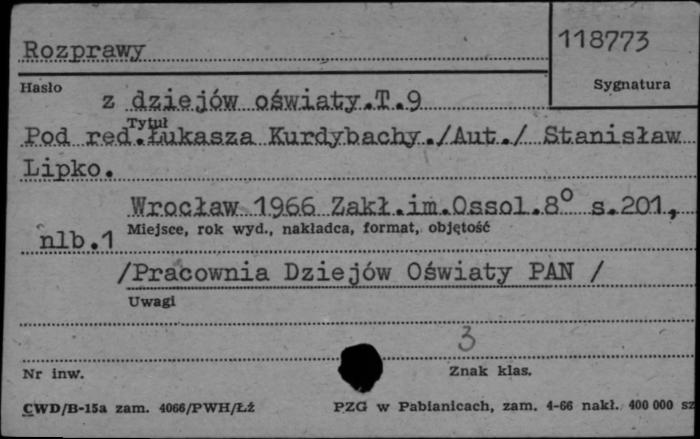 Rozprawy
118773
Hasło
Sygnatura
z dziejów oświaty.T.9
Tytuł
Pod red.Łukasza Kurdybachy./Aut./ Stanisław
Lipko.
Wrocław 1966 Zakł.im.Ossol.8° s.201,
Miejsce, rok wyd., nakładca, format, objętość
nlb.1
/Pracownia Dziejów Oświaty PAN /
Uwagi
3
Nr inw.
Znak klas.
CWD/B-15a zam. 4066/PWH/Łż
PZG w Pabianicach, zam. 4-66 nakł. 400 000 sz